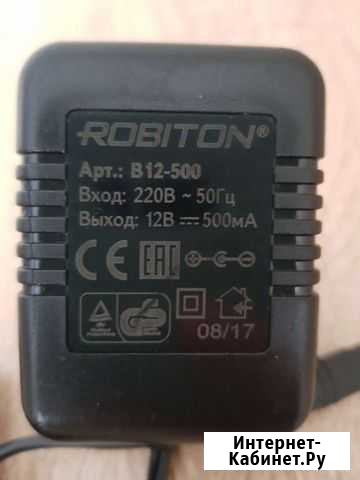 ROBITON®
Арт.: B12-500
Вход: 220В ~ 50Гц
Выход: 12В ⎓ 500мА
CE EAC
08/17
Интернет-
Кабинет.Ру